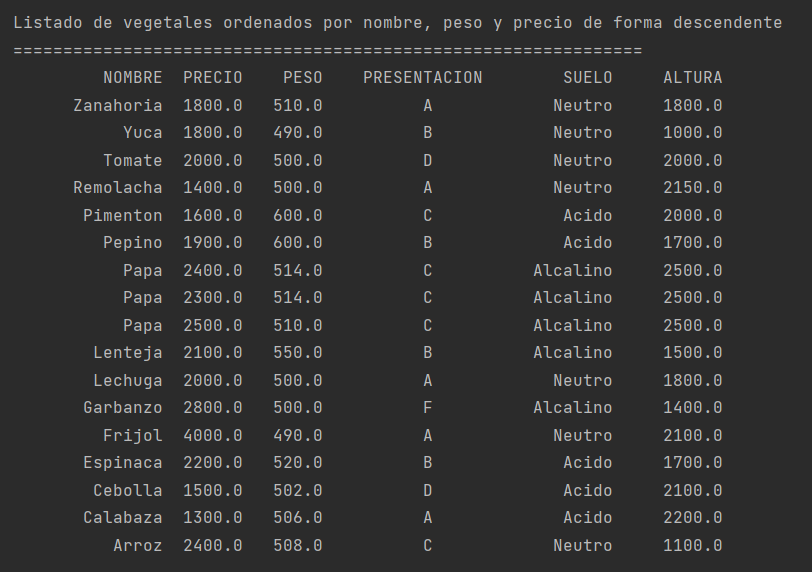 Listado de vegetales ordenados por nombre, peso y precio de forma descendente
===============================================================
NOMBRE PRECIO PESO PRESENTACION SUELO ALTURA
Zanahoria 1800.0 510.0 A Neutro 1800.0
Yuca 1800.0 490.0 B Neutro 1000.0
Tomate 2000.0 500.0 D Neutro 2000.0
Remolacha 1400.0 500.0 A Neutro 2150.0
Pimenton 1600.0 600.0 C Acido 2000.0
Pepino 1900.0 600.0 B Acido 1700.0
Papa 2400.0 514.0 C Alcalino 2500.0
Papa 2300.0 514.0 C Alcalino 2500.0
Papa 2500.0 510.0 C Alcalino 2500.0
Lenteja 2100.0 550.0 B Alcalino 1500.0
Lechuga 2000.0 500.0 A Neutro 1800.0
Garbanzo 2800.0 500.0 F Alcalino 1400.0
Frijol 4000.0 490.0 A Neutro 2100.0
Espinaca 2200.0 520.0 B Acido 1700.0
Cebolla 1500.0 502.0 D Acido 2100.0
Calabaza 1300.0 506.0 A Acido 2200.0
Arroz 2400.0 508.0 C Neutro 1100.0